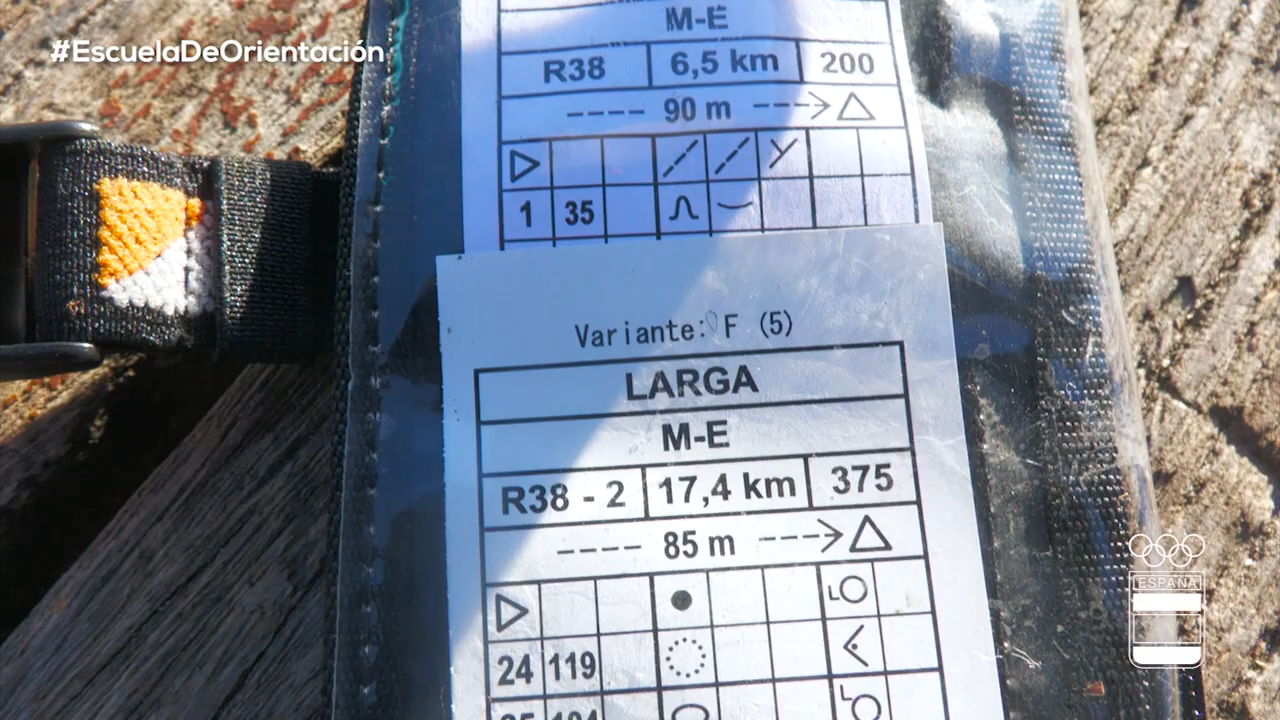 #EscuelaDeOrientación
M-E
R38 6,5 km 200
90 m
1 35
Variante: F (5)
LARGA
M-E
R38 - 2 17,4 km 375
85 m
24 119
ESPAÑA